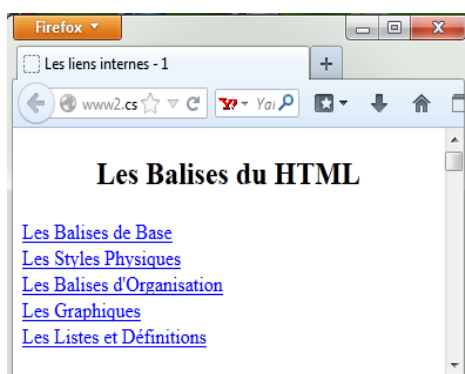 Firefox
Les liens internes - 1
www2.cs
Les Balises du HTML
Les Balises de Base
Les Styles Physiques
Les Balises d'Organisation
Les Graphiques
Les Listes et Définitions